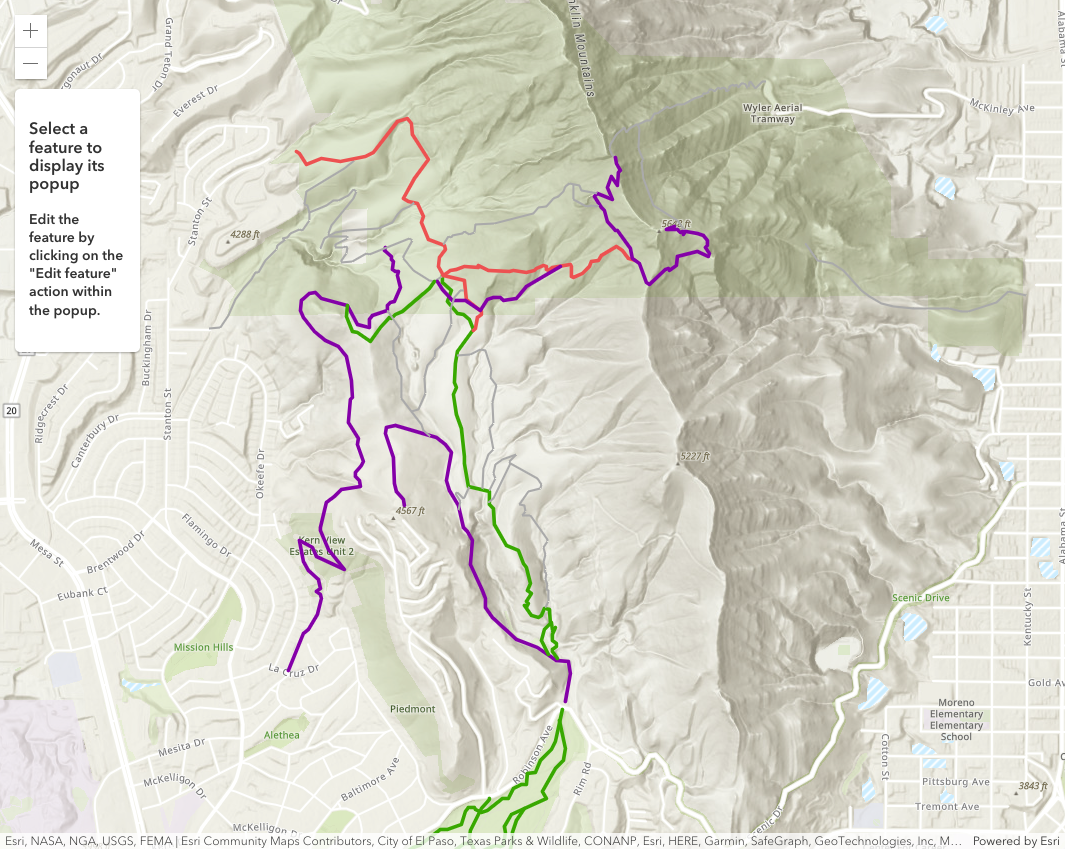 +
−
Select a
feature to
display its
popup
Edit the
feature by
clicking on the
"Edit feature"
action within
the popup.
Grand Teton Dr
Everest Dr
klin Mountains
Wyler Aerial
Tramway
McKinley Ave
Alabama St
Stanton St
4288 ft
5642 ft
Buckingham Dr
Stanton St
Ridgecrest Dr
20
Canterbury Dr
O'Keefe Dr
5227 ft
4567 ft
Flamingo Dr
Kern View
Estates Unit 2
Mesa St
Brentwood Dr
Eubank Ct
Alabama St
Scenic Drive
Kentucky St
Mission Hills
La Cruz Dr
Gold Av
Piedmont
Moreno
Elementary
Elementary
School
Alethea
Mesita Dr
Robinson Ave
Rim Rd
Cotton St
McKelligon Dr
Baltimore Ave
Pittsburg Ave
3843 ft
Tremont Ave
McKelligon D
cenic Dr
Esri, NASA, NGA, USGS, FEMA | Esri Community Maps Contributors, City of El Paso, Texas Parks & Wildlife, CONANP, Esri, HERE, Garmin, SafeGraph, GeoTechnologies, Inc, M...
Powered by Esri